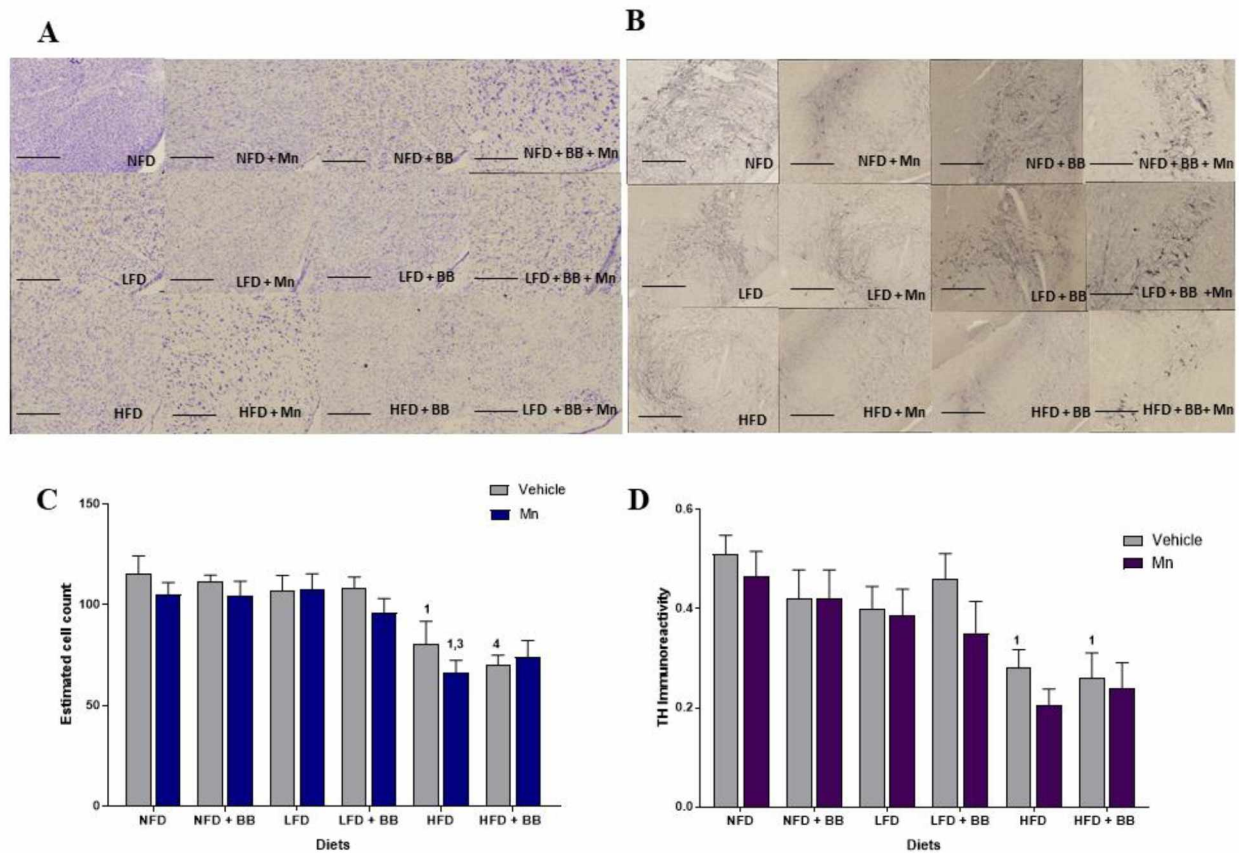 A
B
NFD
NFD + Mn
NFD + BB
NFD + BB + Mn
LFD
LFD + Mn
LFD + BB
LFD + BB + Mn
HFD
HFD + Mn
HFD + BB
LFD + BB + Mn
NFD
NFD + Mn
NFD + BB
NFD + BB + Mn
LFD
LFD + Mn
LFD + BB
LFD + BB +Mn
HFD
HFD + Mn
HFD + BB
HFD + BB+ Mn
C
Vehicle
Mn
Estimated cell count
150
100
50
0
1
1,3
4
NFD
NFD + BB
LFD
LFD + BB
HFD
HFD + BB
Diets
D
Vehicle
Mn
TH Immunoreactivity
0.6
0.4
0.2
0.0
1
1
NFD
NFD + BB
LFD
LFD + BB
HFD
HFD + BB
Diets